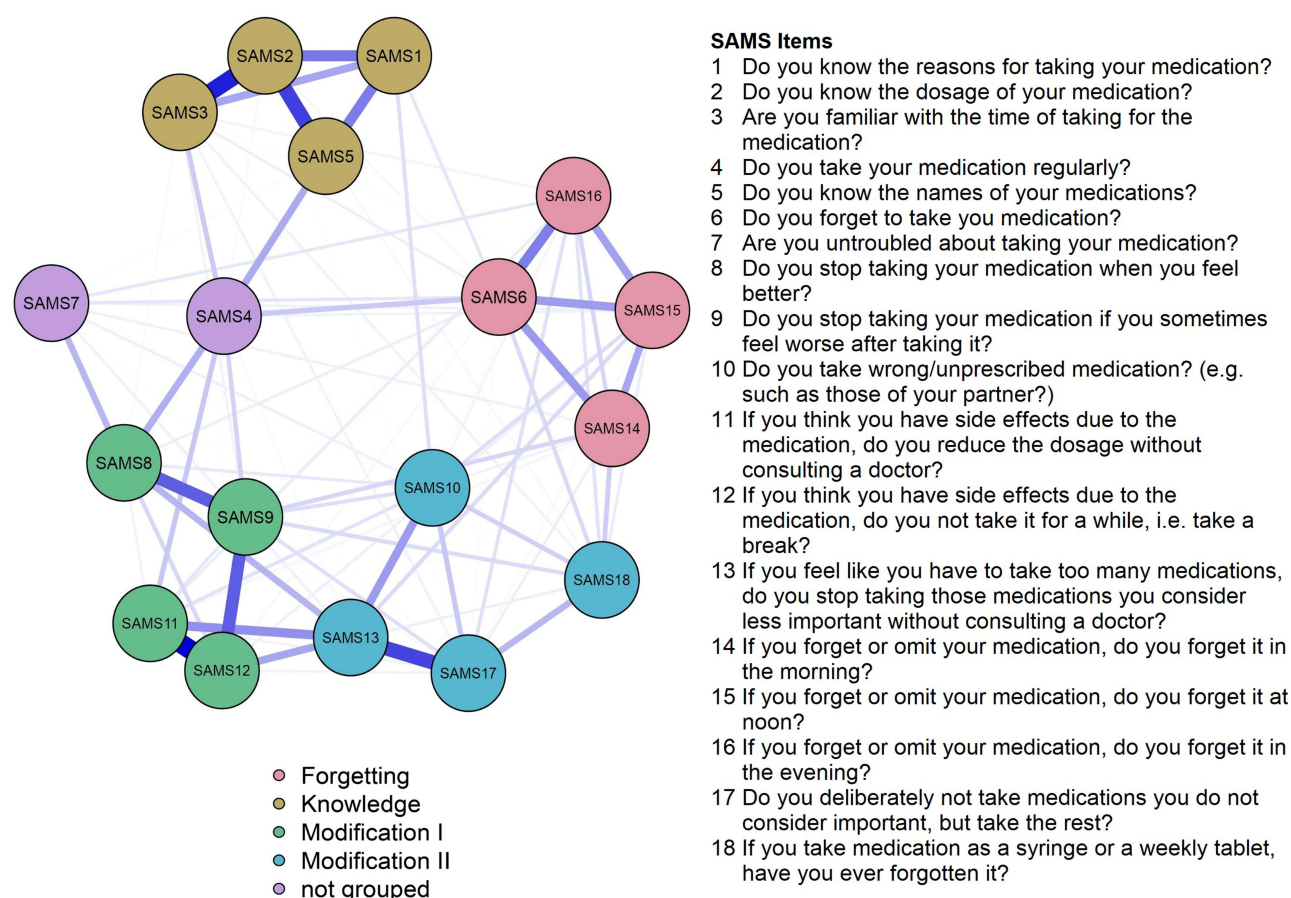 SAMS2
SAMS1
SAMS3
SAMS5
SAMS16
SAMS7
SAMS4
SAMS6
SAMS15
SAMS14
SAMS8
SAMS10
SAMS9
SAMS18
SAMS11
SAMS13
SAMS12
SAMS17
Forgetting
Knowledge
Modification I
Modification II
not grouped
SAMS Items
1 Do you know the reasons for taking your medication?
2 Do you know the dosage of your medication?
3 Are you familiar with the time of taking for the
medication?
4 Do you take your medication regularly?
5 Do you know the names of your medications?
6 Do you forget to take you medication?
7 Are you untroubled about taking your medication?
8 Do you stop taking your medication when you feel
better?
9 Do you stop taking your medication if you sometimes
feel worse after taking it?
10 Do you take wrong/unprescribed medication? (e.g.
such as those of your partner?)
11 If you think you have side effects due to the
medication, do you reduce the dosage without
consulting a doctor?
12 If you think you have side effects due to the
medication, do you not take it for a while, i.e. take a
break?
13 If you feel like you have to take too many medications,
do you stop taking those medications you consider
less important without consulting a doctor?
14 If you forget or omit your medication, do you forget it in
the morning?
15 If you forget or omit your medication, do you forget it at
noon?
16 If you forget or omit your medication, do you forget it in
the evening?
17 Do you deliberately not take medications you do not
consider important, but take the rest?
18 If you take medication as a syringe or a weekly tablet,
have you ever forgotten it?